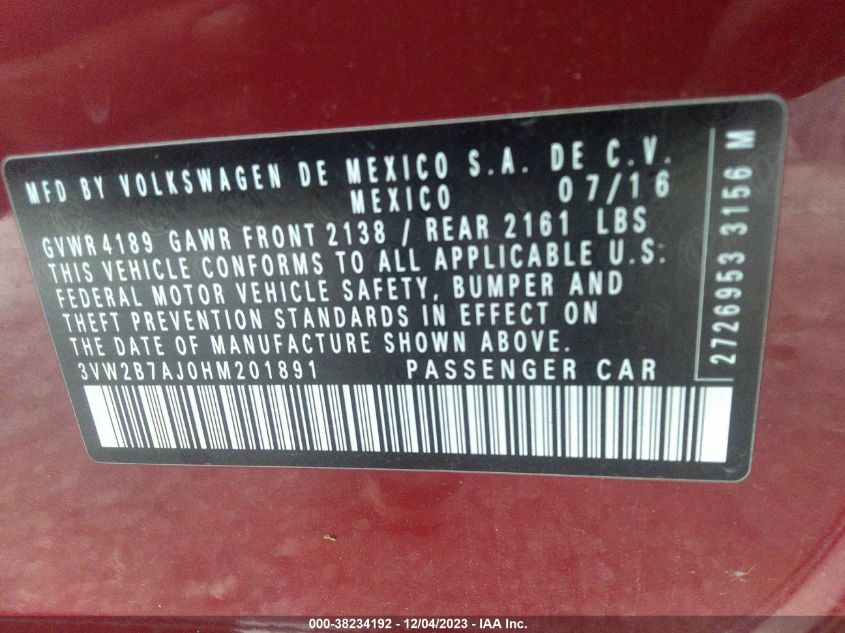 MFD BY VOLKSWAGEN DE MEXICO S.A. DE C.V.
MEXICO 07/16
GVWR 4189 GAWR FRONT 2138 / REAR 2161 LBS
THIS VEHICLE CONFORMS TO ALL APPLICABLE U.S.
FEDERAL MOTOR VEHICLE SAFETY, BUMPER AND
THEFT PREVENTION STANDARDS IN EFFECT ON
THE DATE OF MANUFACTURE SHOWN ABOVE.
3VW2B7AJ0HM201891 PASSENGER CAR
2726953 3156 M
000-38234192 - 12/04/2023 - IAA Inc.